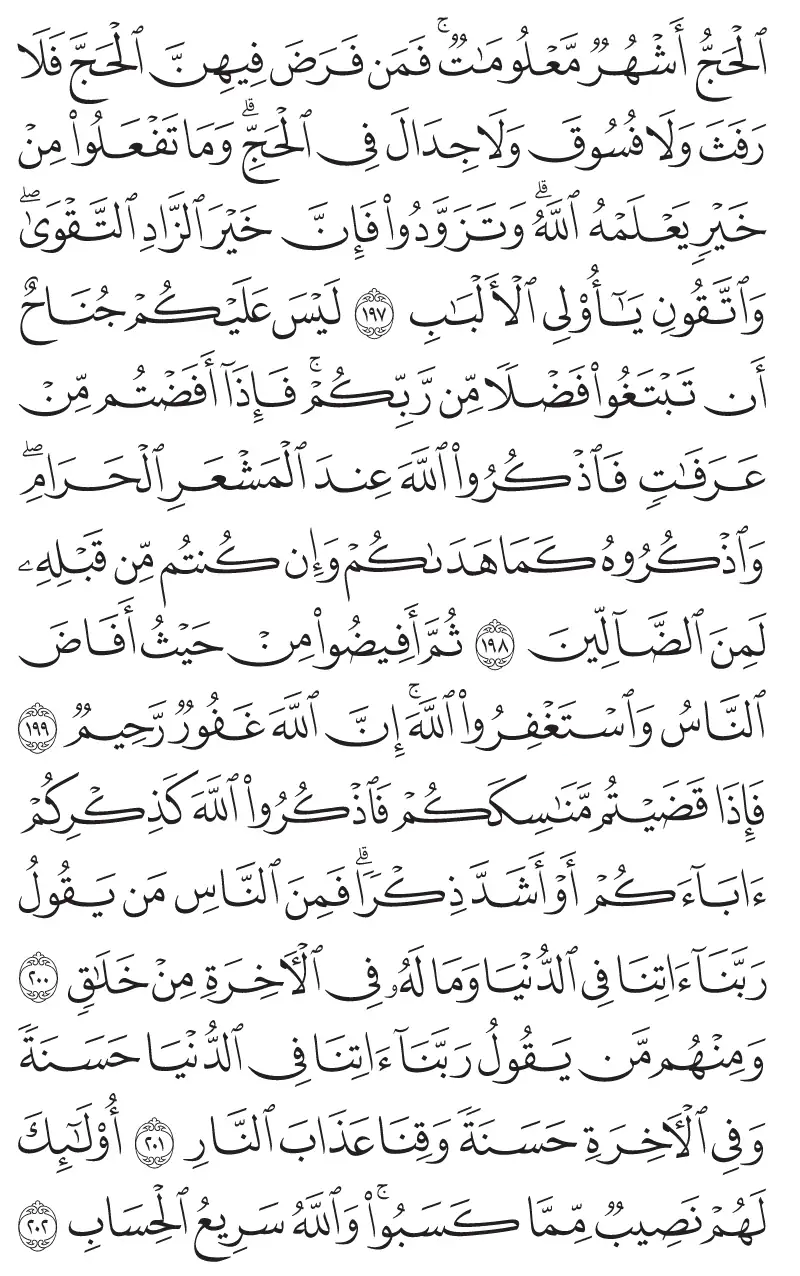 ٱلۡحَجُّ أَشۡهُرٞ مَّعۡلُومَٰتٞۚ فَمَن فَرَضَ فِيهِنَّ ٱلۡحَجَّ فَلَا
رَفَثَ وَلَا فُسُوقَ وَلَا جِدَالَ فِي ٱلۡحَجِّۗ وَمَا تَفۡعَلُواْ مِنۡ
خَيۡرٖ يَعۡلَمۡهُ ٱللَّهُۗ وَتَزَوَّدُواْ فَإِنَّ خَيۡرَ ٱلزَّادِ ٱلتَّقۡوَىٰۖ
وَٱتَّقُونِ يَٰٓأُوْلِي ٱلۡأَلۡبَٰبِ ١٩٧ لَيۡسَ عَلَيۡكُمۡ جُنَاحٌ
أَن تَبۡتَغُواْ فَضۡلٗا مِّن رَّبِّكُمۡۚ فَإِذَآ أَفَضۡتُم مِّنۡ
عَرَفَٰتٖ فَٱذۡكُرُواْ ٱللَّهَ عِندَ ٱلۡمَشۡعَرِ ٱلۡحَرَامِۖ
وَٱذۡكُرُوهُ كَمَا هَدَىٰكُمۡ وَإِن كُنتُم مِّن قَبۡلِهِۦ
لَمِنَ ٱلضَّآلِّينَ ١٩٨ ثُمَّ أَفِيضُواْ مِنۡ حَيۡثُ أَفَاضَ
ٱلنَّاسُ وَٱسۡتَغۡفِرُواْ ٱللَّهَۚ إِنَّ ٱللَّهَ غَفُورٞ رَّحِيمٞ ١٩٩
فَإِذَا قَضَيۡتُم مَّنَٰسِكَكُمۡ فَٱذۡكُرُواْ ٱللَّهَ كَذِكۡرِكُمۡ
ءَابَآءَكُمۡ أَوۡ أَشَدَّ ذِكۡرٗاۗ فَمِنَ ٱلنَّاسِ مَن يَقُولُ
رَبَّنَآ ءَاتِنَا فِي ٱلدُّنۡيَا وَمَا لَهُۥ فِي ٱلۡأٓخِرَةِ مِنۡ خَلَٰقٖ ٢٠٠
وَمِنۡهُم مَّن يَقُولُ رَبَّنَآ ءَاتِنَا فِي ٱلدُّنۡيَا حَسَنَةٗ
وَفِي ٱلۡأٓخِرَةِ حَسَنَةٗ وَقِنَا عَذَابَ ٱلنَّارِ ٢٠١ أُوْلَٰٓئِكَ
لَهُمۡ نَصِيبٞ مِّمَّا كَسَبُواْۚ وَٱللَّهُ سَرِيعُ ٱلۡحِسَابِ ٢٠٢